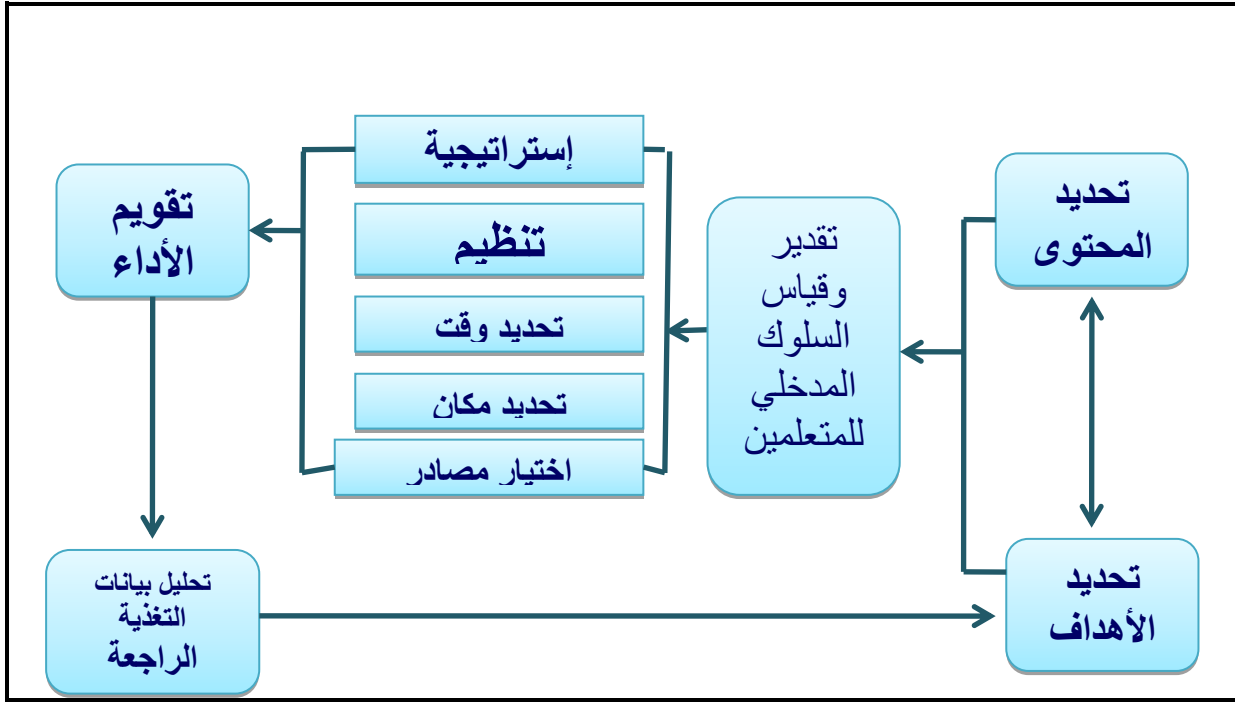 تحديد
المحتوى
تحديد
الأهداف
تقدير
وقياس
السلوك
المدخلي
للمتعلمين
إستراتيجية
تنظيم
تحديد وقت
تحديد مكان
اختيار مصادر
تقويم
الأداء
تحليل بيانات
التغذية
الراجعة